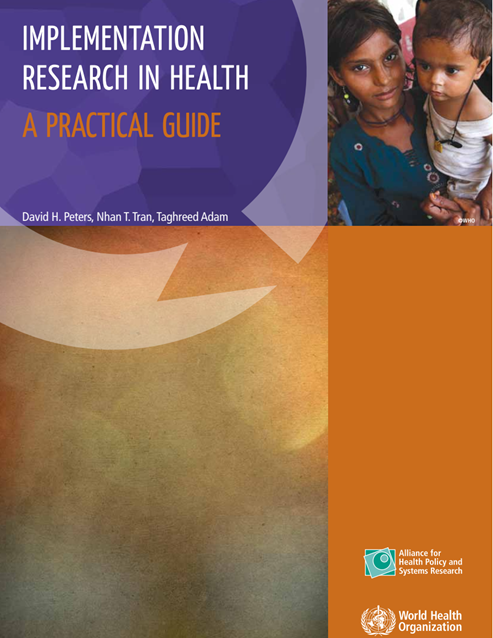 IMPLEMENTATION
RESEARCH IN HEALTH
A PRACTICAL GUIDE
David H. Peters, Nhan T. Tran, Taghreed Adam
©WHO
Alliance for
Health Policy and
Systems Research
World Health
Organization